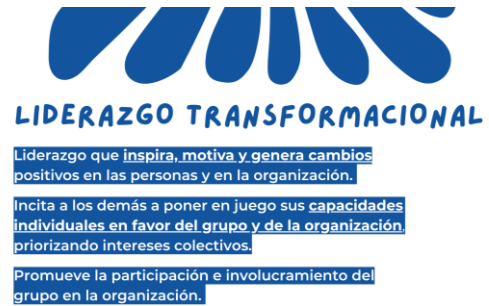 LIDERAZGO TRANSFORMACIONAL
Liderazgo que inspira, motiva y genera cambios
positivos en las personas y en la organización.
Incita a los demás a poner en juego sus capacidades
individuales en favor del grupo y de la organización,
priorizando intereses colectivos.
Promueve la participación e involucramiento del
grupo en la organización.